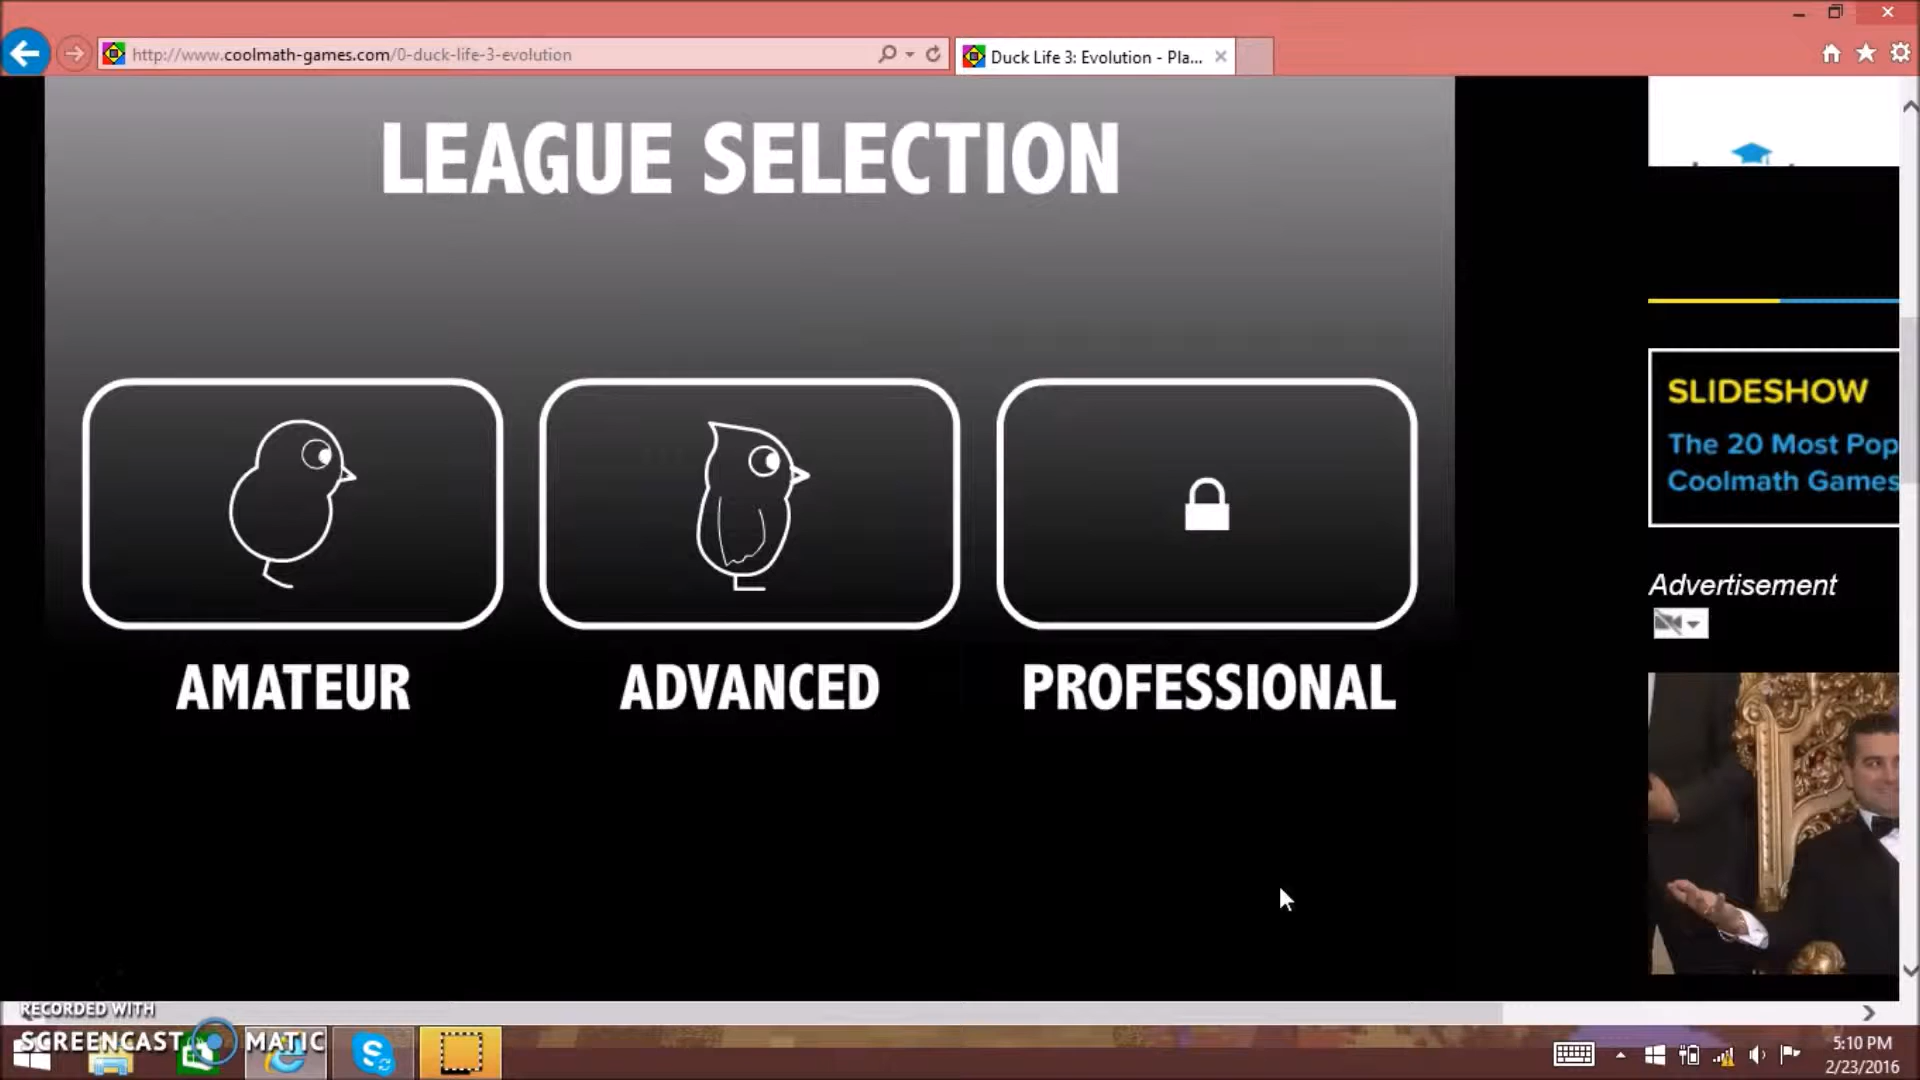 http://www.coolmath-games.com/0-duck-life-3-evolution
Duck Life 3: Evolution - Pla...
LEAGUE SELECTION
AMATEUR
ADVANCED
PROFESSIONAL
SLIDESHOW
The 20 Most Pop
Coolmath Games
Advertisement
RECORDED WITH
SCREENCAST MATIC
5:10 PM
2/23/2016